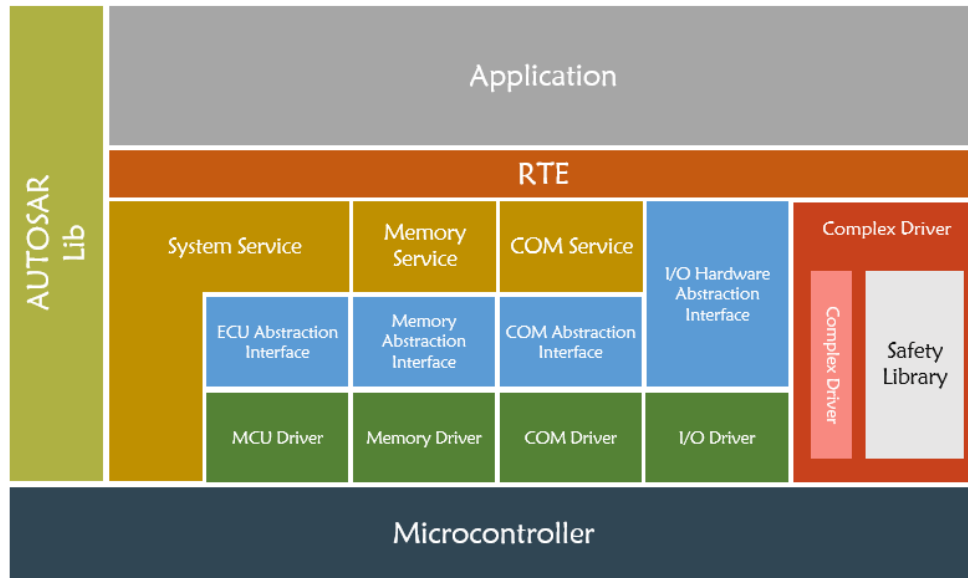 AUTOSAR
Lib
Application
RTE
System Service
Memory
Service
COM Service
I/O Hardware
Abstraction
Interface
Complex Driver
ECU Abstraction
Interface
Memory
Abstraction
Interface
COM Abstraction
Interface
Complex Driver
Safety
Library
MCU Driver
Memory Driver
COM Driver
I/O Driver
Microcontroller